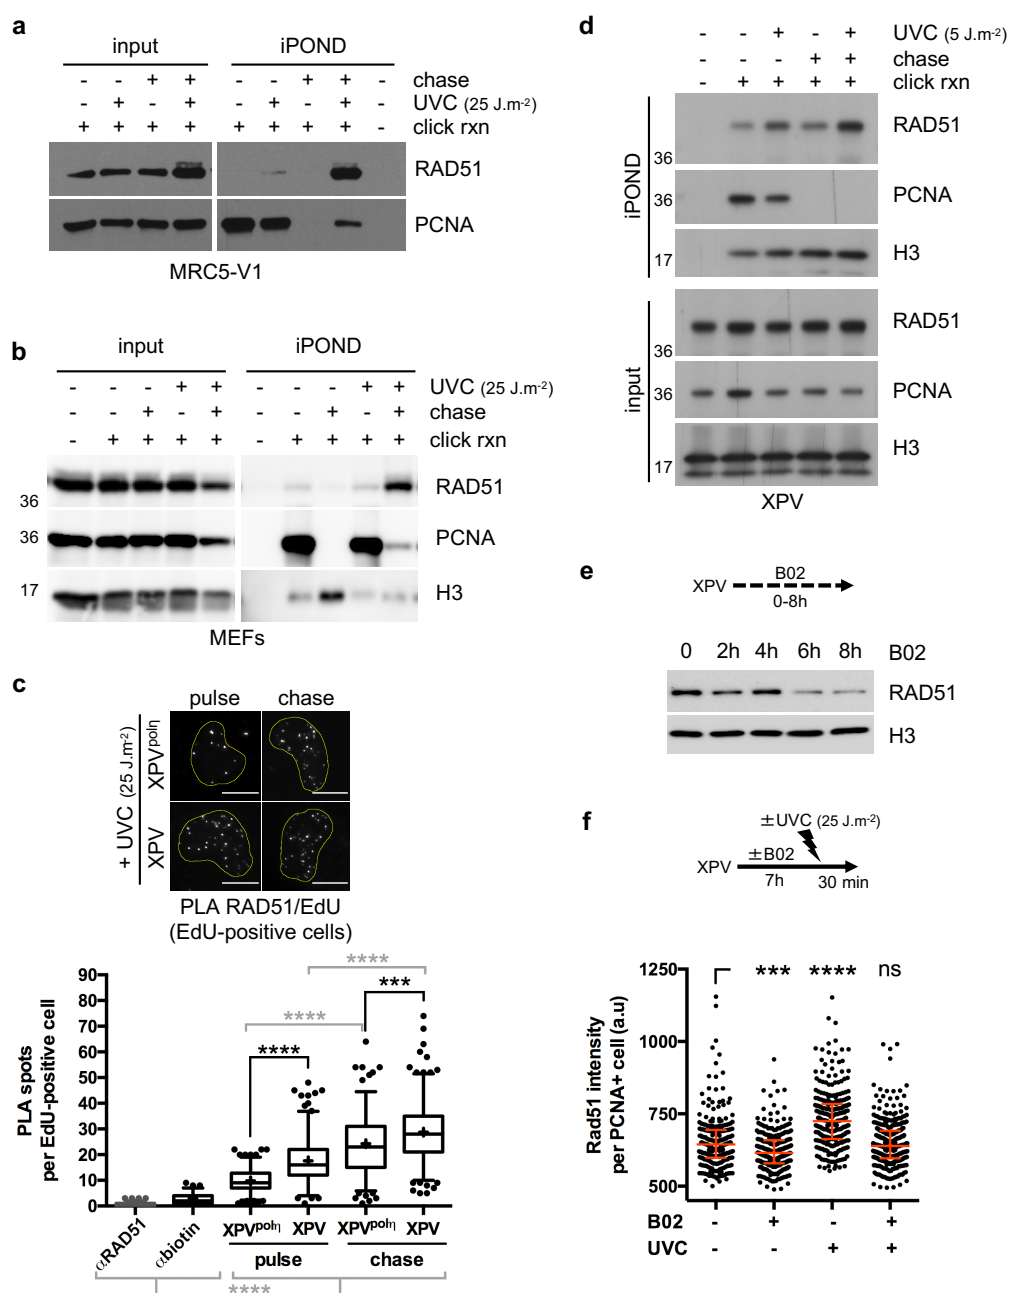 a
input iPOND
- - + + - - + + - chase
- + - + - + - + - UVC (25 J.m-2)
+ + + + + + + + - click rxn
RAD51
PCNA
MRC5-V1
b
input iPOND
- - - + + - - - + + UVC (25 J.m-2)
- - + - + - - + - + chase
- + + + + - + + + + click rxn
36 RAD51
36 PCNA
17 H3
MEFs
c
pulse chase
+ UVC (25 J.m-2)
XPVpolη
XPV
PLA RAD51/EdU
(EdU-positive cells)
PLA spots
per EdU-positive cell
90
80
70
60
50
40
30
20
10
0
****
****
****
***
αRAD51 αbiotin XPVpolη XPV XPVpolη XPV
pulse chase
****
d
- - + - + UVC (5 J.m-2)
- - - + + chase
- + + + + click rxn
iPOND
36 RAD51
36 PCNA
17 H3
input
36 RAD51
36 PCNA
17 H3
XPV
e
B02
XPV
0-8h
0 2h 4h 6h 8h B02
RAD51
H3
f
±UVC (25 J.m-2)
±B02
XPV
7h 30 min
Rad51 intensity
per PCNA+ cell (a.u)
1250
1000
750
500
*** **** ns
B02 - + - +
UVC - - + +